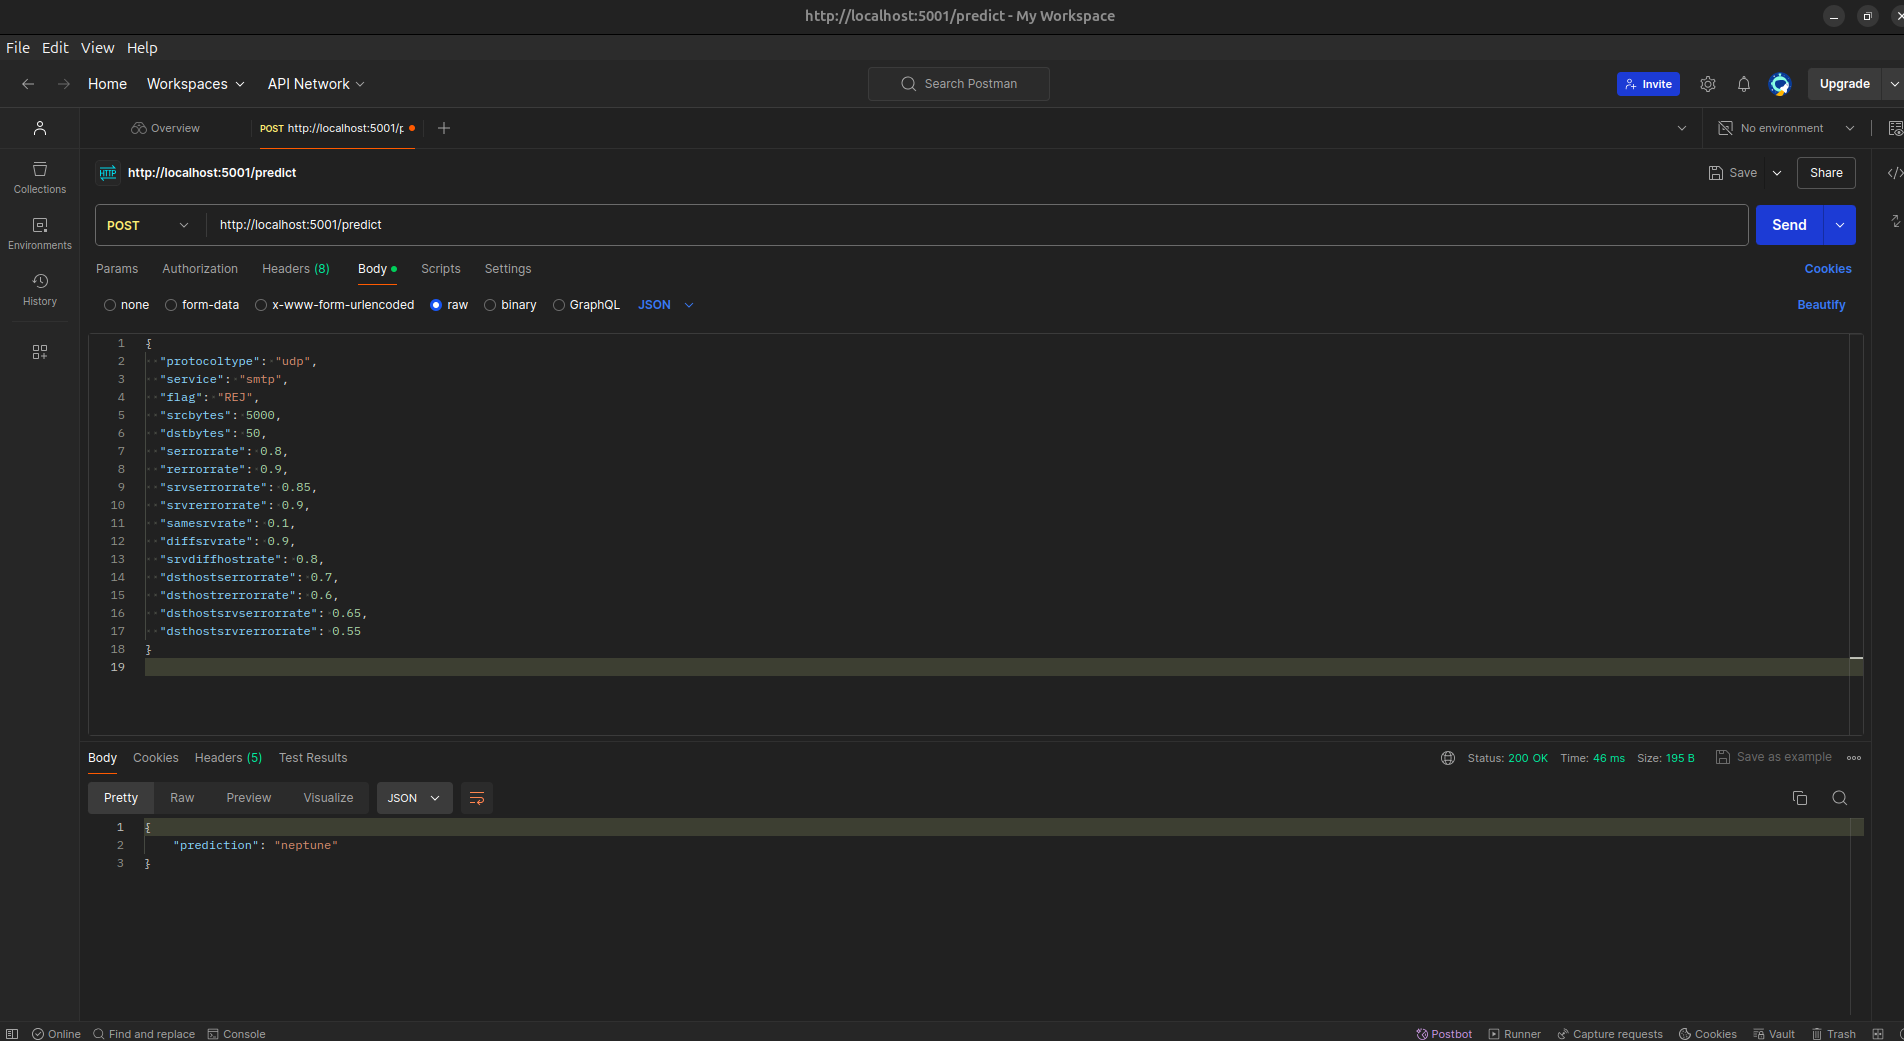 http://localhost:5001/predict - My Workspace
File Edit View Help
Home Workspaces API Network Search Postman Invite Upgrade
Overview POST http://localhost:5001/p No environment
HTTP http://localhost:5001/predict Save Share
POST http://localhost:5001/predict Send
Params Authorization Headers (8) Body Scripts Settings Cookies
none form-data x-www-form-urlencoded raw binary GraphQL JSON Beautify
Collections
Environments
History
1 {
2 "protocoltype": "udp",
3 "service": "smtp",
4 "flag": "REJ",
5 "srcbytes": 5000,
6 "dstbytes": 50,
7 "serrorrate": 0.8,
8 "rerrorrate": 0.9,
9 "srvserrorrate": 0.85,
10 "srvrerrorrate": 0.9,
11 "samesrvrate": 0.1,
12 "diffsrvrate": 0.9,
13 "srvdiffhostrate": 0.8,
14 "dsthostserrorrate": 0.7,
15 "dsthostrerrorrate": 0.6,
16 "dsthostsrvserrorrate": 0.65,
17 "dsthostsrvrerrorrate": 0.55
18 }
19
Body Cookies Headers (5) Test Results Status: 200 OK Time: 46 ms Size: 195 B Save as example
Pretty Raw Preview Visualize JSON
1 {
2 "prediction": "neptune"
3 }
Online Find and replace Console Postbot Runner Capture requests Cookies Vault Trash